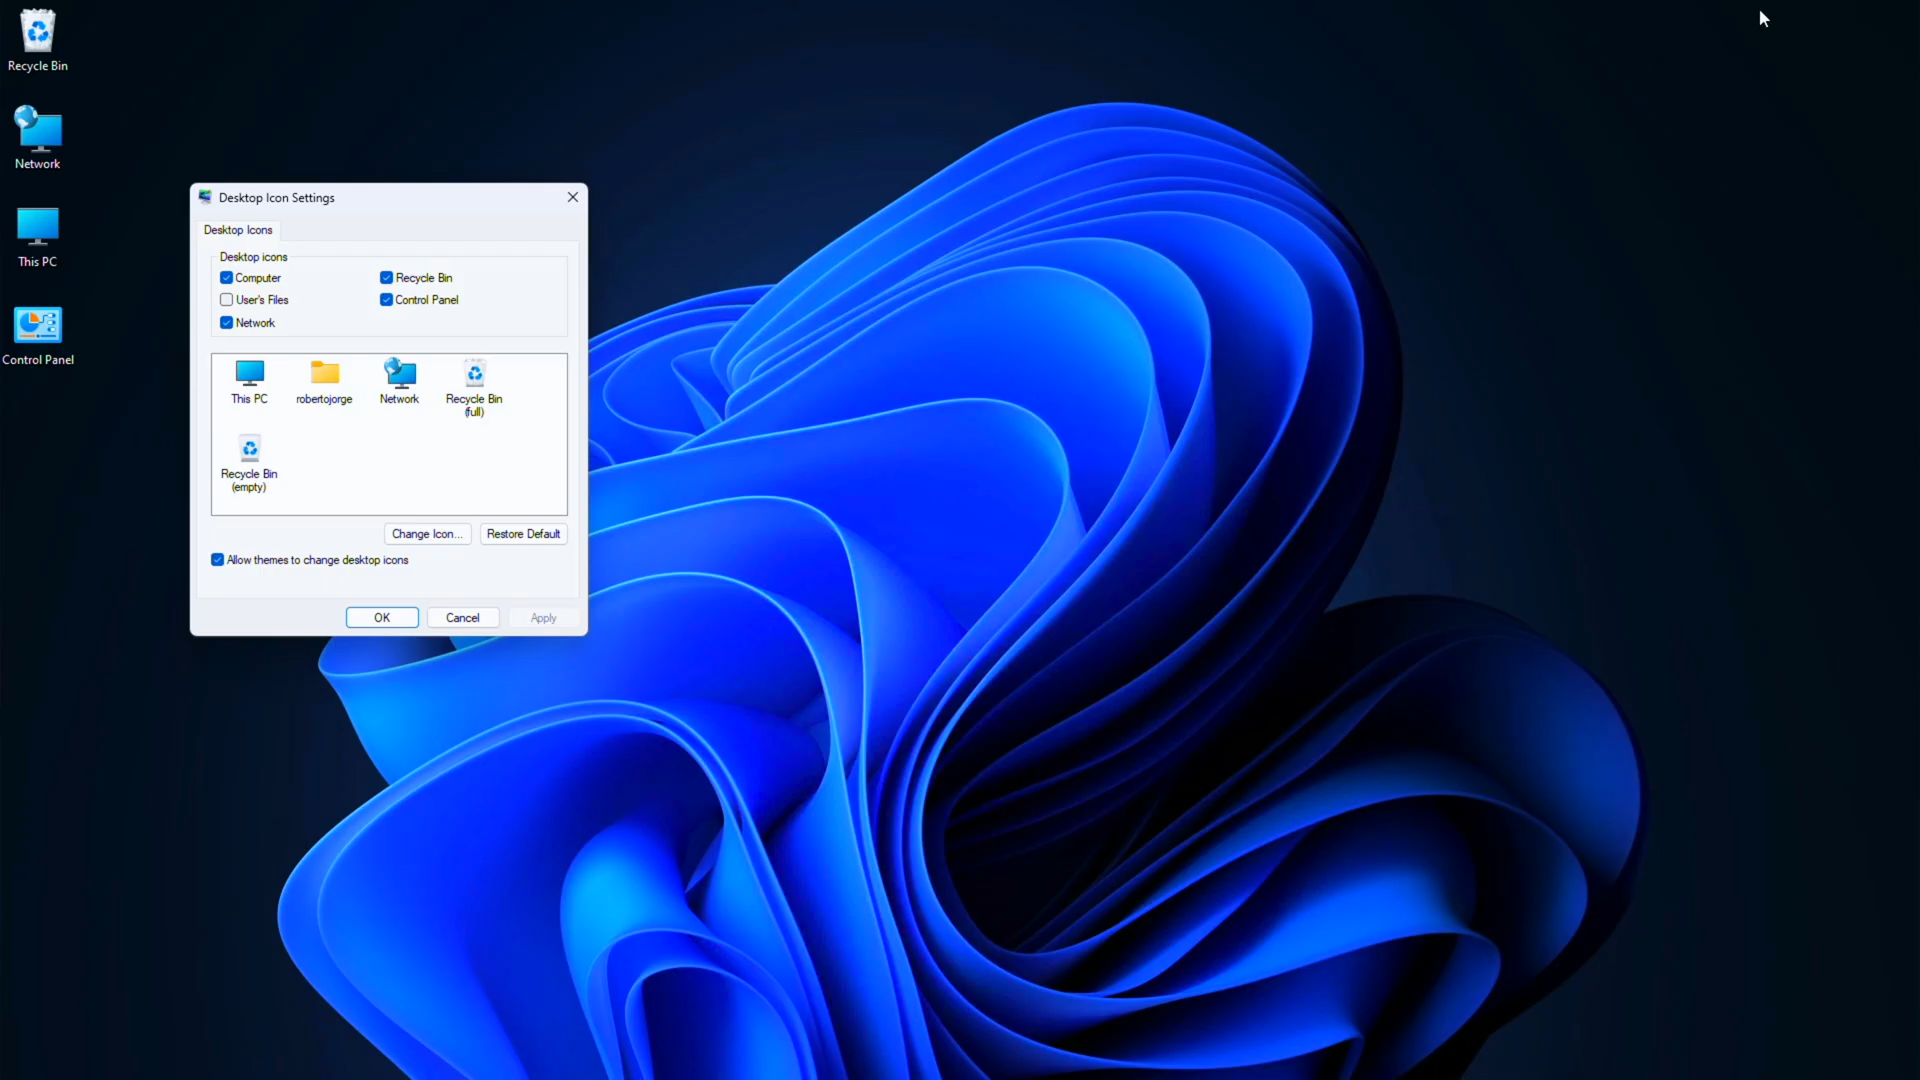 Recycle Bin
Network
This PC
Control Panel
Desktop Icon Settings
Desktop Icons
Desktop icons
Computer
Recycle Bin
User's Files
Control Panel
Network
This PC
robertojorge
Network
Recycle Bin
(full)
Recycle Bin
(empty)
Change Icon...
Restore Default
Allow themes to change desktop icons
OK
Cancel
Apply